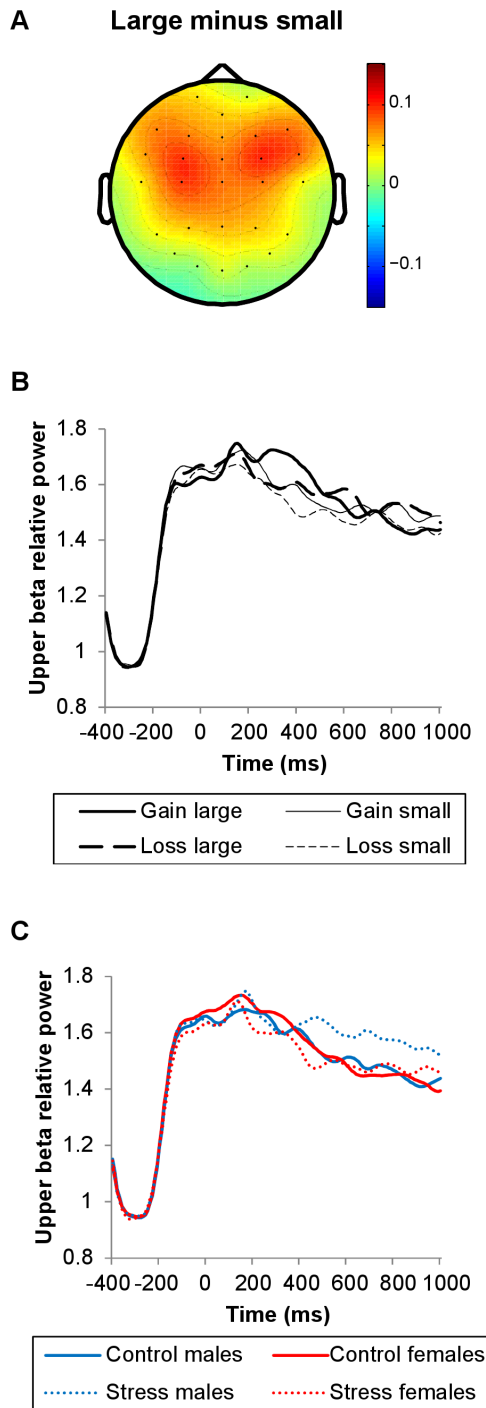 A
Large minus small
0.1
0
−0.1
B
Upper beta relative power
1.8
1.6
1.4
1.2
1
0.8
-400 -200 0 200 400 600 800 1000
Time (ms)
Gain large Gain small
Loss large Loss small
C
Upper beta relative power
1.8
1.6
1.4
1.2
1
0.8
-400 -200 0 200 400 600 800 1000
Time (ms)
Control males Control females
Stress males Stress females